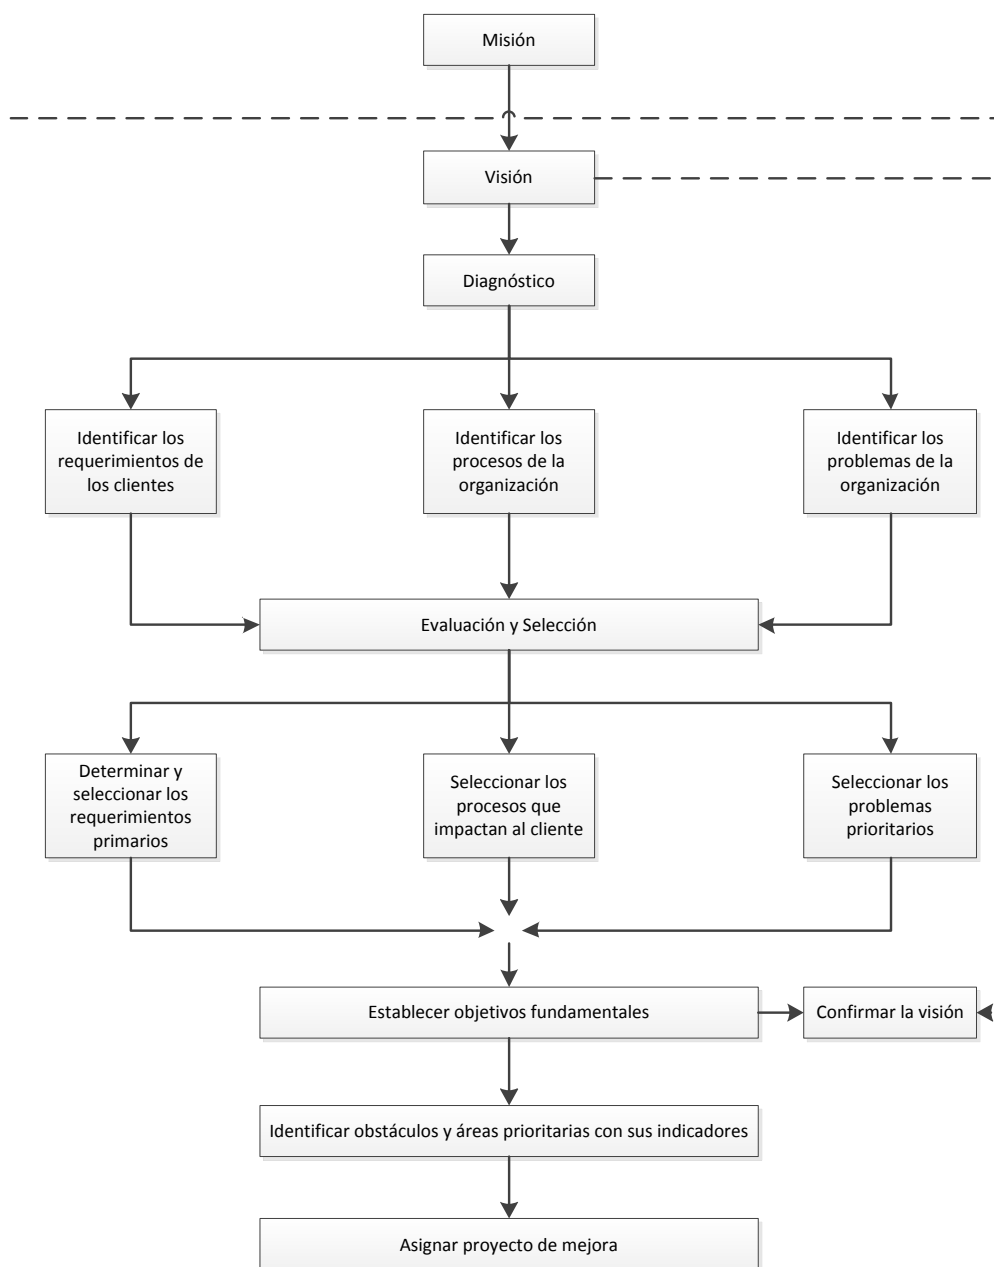 Misión
Visión
Diagnóstico
Identificar los
requerimientos de
los clientes
Identificar los
procesos de la
organización
Identificar los
problemas de la
organización
Evaluación y Selección
Determinar y
seleccionar los
requerimientos
primarios
Seleccionar los
procesos que
impactan al cliente
Seleccionar los
problemas
prioritarios
Establecer objetivos fundamentales
Confirmar la visión
Identificar obstáculos y áreas prioritarias con sus indicadores
Asignar proyecto de mejora